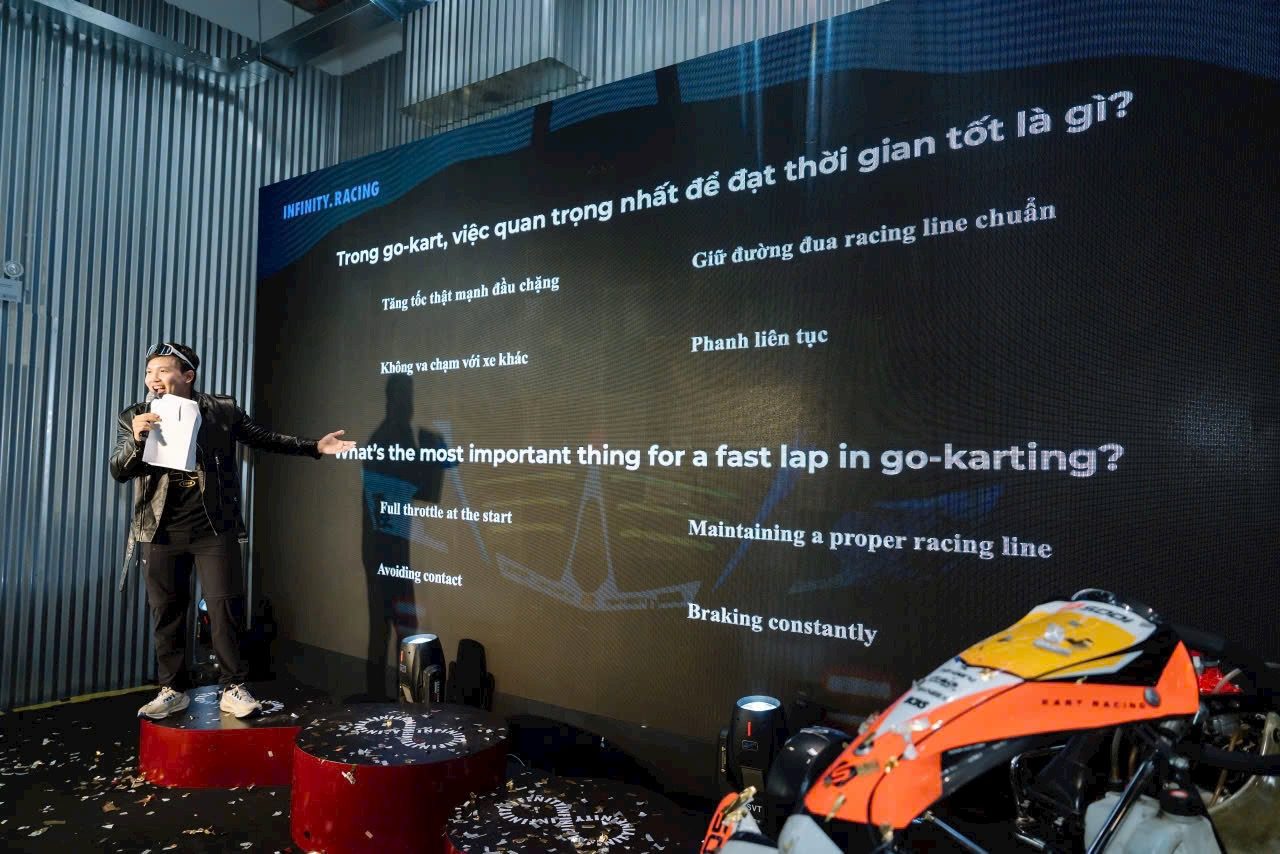 INFINITY.RACING
Trong go-kart, việc quan trọng nhất để đạt thời gian tốt là gì?
Tăng tốc thật mạnh đầu chặng
Giữ đường đua racing line chuẩn
Không va chạm với xe khác
Phanh liên tục
What's the most important thing for a fast lap in go-karting?
Full throttle at the start
Maintaining a proper racing line
Avoiding contact
Braking constantly
KART RACING
SVT